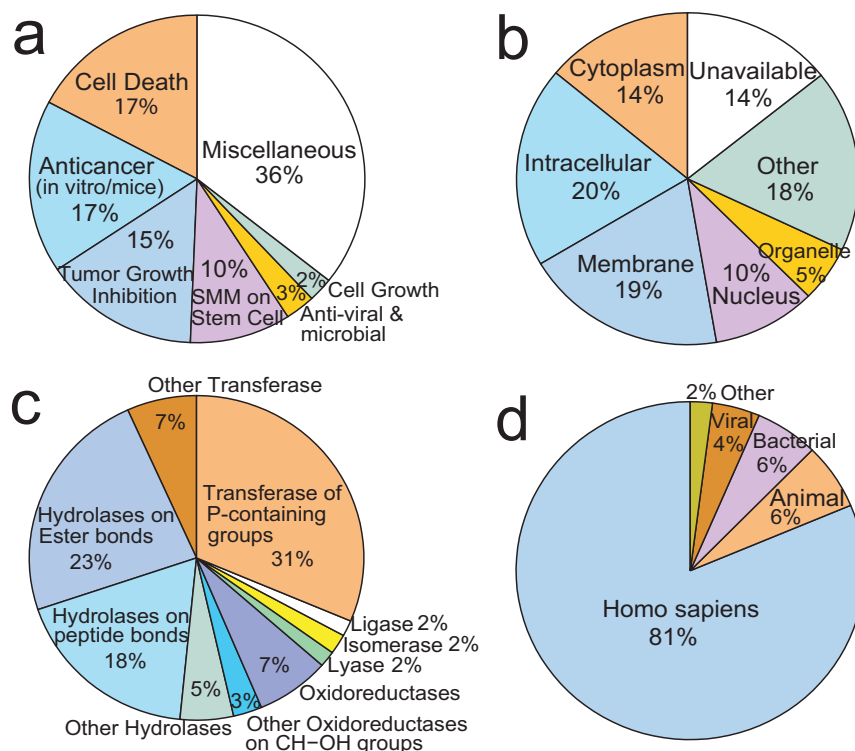 a
Cell Death
17%
Miscellaneous
36%
Anticancer
(in vitro/mice)
17%
15%
Tumor Growth
Inhibition
10%
SMM on
Stem Cell
3%
Anti-viral &
microbial
2%
Cell Growth
b
Cytoplasm
14%
Unavailable
14%
Intracellular
20%
Other
18%
Membrane
19%
10%
Nucleus
Organelle
5%
c
Other Transferase
7%
Transferase of
P-containing
groups
31%
Hydrolases on
Ester bonds
23%
Hydrolases on
peptide bonds
18%
5%
Other Hydrolases
3%
Other Oxidoreductases
on CH−OH groups
7%
Oxidoreductases
Lyase 2%
Isomerase 2%
Ligase 2%
d
2% Other
Viral
4%
Bacterial
6%
Animal
6%
Homo sapiens
81%